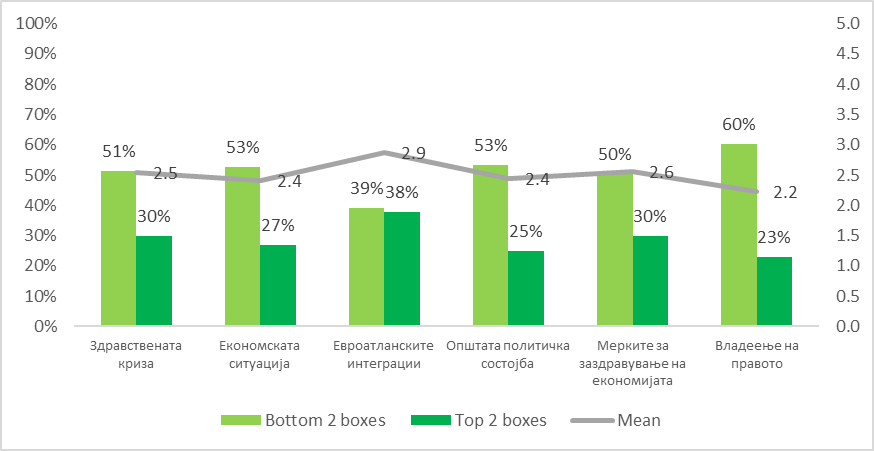 100%
90%
80%
70%
60%
50%
40%
30%
20%
10%
0%
5.0
4.5
4.0
3.5
3.0
2.5
2.0
1.5
1.0
0.5
0.0
51%
30%
2.5
53%
27%
2.4
39%
38%
2.9
53%
25%
2.4
50%
30%
2.6
60%
23%
2.2
Здравствената
криза
Економската
ситуација
Евроатланските
интеграции
Општата политичка
состојба
Мерките за
заздравување на
економијата
Владеење на
правото
Bottom 2 boxes
Top 2 boxes
Mean